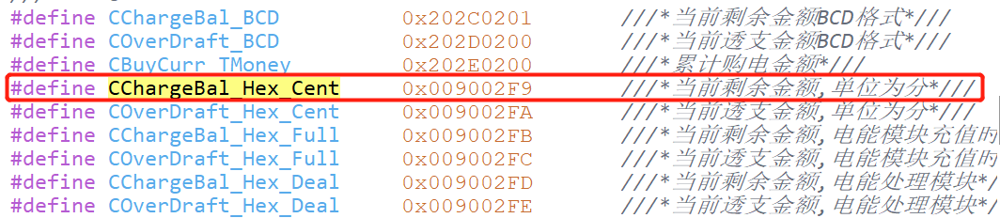 #define CChargeBal_BCD 0x202C0201 ///*当前剩余金额BCD格式*///
#define COverDraft_BCD 0x202D0200 ///*当前透支金额BCD格式*///
#define CBuyCurr_TMoney 0x202E0200 ///*累计购电金额*///
#define CChargeBal_Hex_Cent 0x009002F9 ///*当前剩余金额,单位为分*///
#define COverDraft_Hex_Cent 0x009002FA ///*当前透支金额,单位为分*///
#define CChargeBal_Hex_Full 0x009002FB ///*当前剩余金额,电能模块充值时
#define COverDraft_Hex_Full 0x009002FC ///*当前透支金额,电能模块充值时
#define CChargeBal_Hex_Deal 0x009002FD ///*当前剩余金额,电能处理模块*/
#define COverDraft_Hex_Deal 0x009002FE ///*当前透支金额,电能处理模块*/